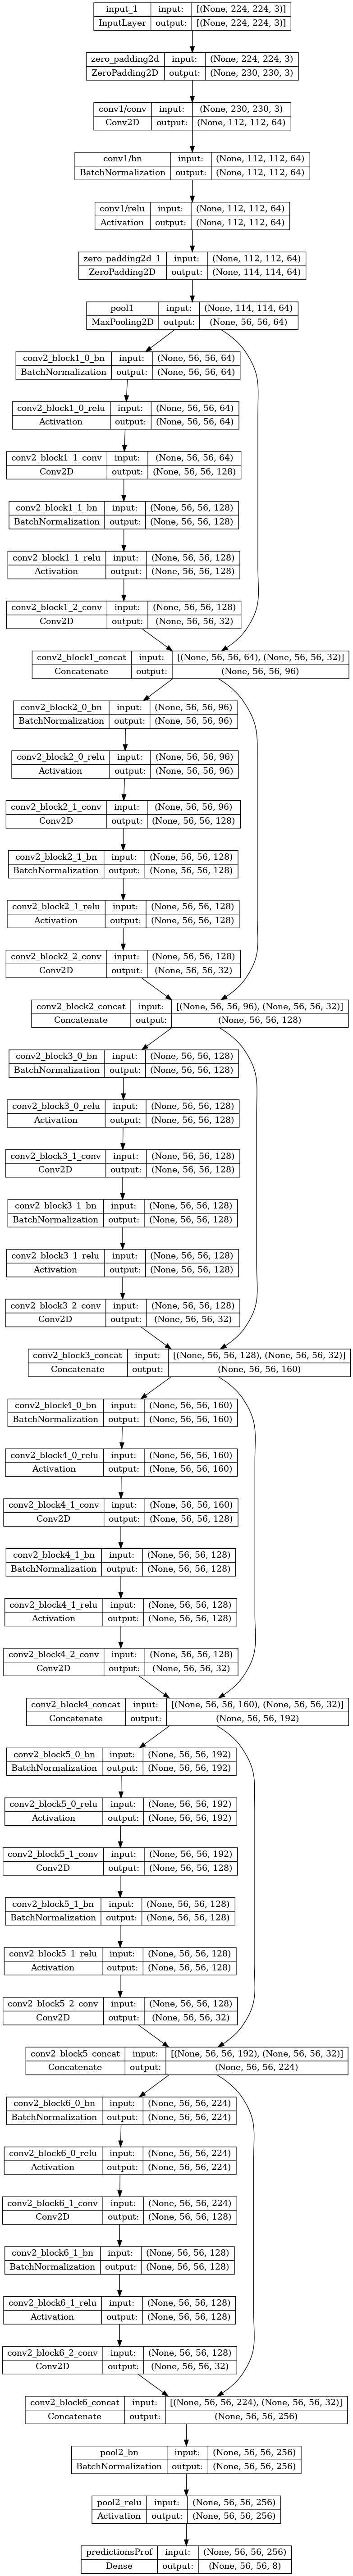 input_1 input: [(None, 224, 224, 3)]
InputLayer output: [(None, 224, 224, 3)]
zero_padding2d input: (None, 224, 224, 3)
ZeroPadding2D output: (None, 230, 230, 3)
conv1/conv input: (None, 230, 230, 3)
Conv2D output: (None, 112, 112, 64)
conv1/bn input: (None, 112, 112, 64)
BatchNormalization output: (None, 112, 112, 64)
conv1/relu input: (None, 112, 112, 64)
Activation output: (None, 112, 112, 64)
zero_padding2d_1 input: (None, 112, 112, 64)
ZeroPadding2D output: (None, 114, 114, 64)
pool1 input: (None, 114, 114, 64)
MaxPooling2D output: (None, 56, 56, 64)
conv2_block1_0_bn input: (None, 56, 56, 64)
BatchNormalization output: (None, 56, 56, 64)
conv2_block1_0_relu input: (None, 56, 56, 64)
Activation output: (None, 56, 56, 64)
conv2_block1_1_conv input: (None, 56, 56, 64)
Conv2D output: (None, 56, 56, 128)
conv2_block1_1_bn input: (None, 56, 56, 128)
BatchNormalization output: (None, 56, 56, 128)
conv2_block1_1_relu input: (None, 56, 56, 128)
Activation output: (None, 56, 56, 128)
conv2_block1_2_conv input: (None, 56, 56, 128)
Conv2D output: (None, 56, 56, 32)
conv2_block1_concat input: [(None, 56, 56, 64), (None, 56, 56, 32)]
Concatenate output: (None, 56, 56, 96)
conv2_block2_0_bn input: (None, 56, 56, 96)
BatchNormalization output: (None, 56, 56, 96)
conv2_block2_0_relu input: (None, 56, 56, 96)
Activation output: (None, 56, 56, 96)
conv2_block2_1_conv input: (None, 56, 56, 96)
Conv2D output: (None, 56, 56, 128)
conv2_block2_1_bn input: (None, 56, 56, 128)
BatchNormalization output: (None, 56, 56, 128)
conv2_block2_1_relu input: (None, 56, 56, 128)
Activation output: (None, 56, 56, 128)
conv2_block2_2_conv input: (None, 56, 56, 128)
Conv2D output: (None, 56, 56, 32)
conv2_block2_concat input: [(None, 56, 56, 96), (None, 56, 56, 32)]
Concatenate output: (None, 56, 56, 128)
conv2_block3_0_bn input: (None, 56, 56, 128)
BatchNormalization output: (None, 56, 56, 128)
conv2_block3_0_relu input: (None, 56, 56, 128)
Activation output: (None, 56, 56, 128)
conv2_block3_1_conv input: (None, 56, 56, 128)
Conv2D output: (None, 56, 56, 128)
conv2_block3_1_bn input: (None, 56, 56, 128)
BatchNormalization output: (None, 56, 56, 128)
conv2_block3_1_relu input: (None, 56, 56, 128)
Activation output: (None, 56, 56, 128)
conv2_block3_2_conv input: (None, 56, 56, 128)
Conv2D output: (None, 56, 56, 32)
conv2_block3_concat input: [(None, 56, 56, 128), (None, 56, 56, 32)]
Concatenate output: (None, 56, 56, 160)
conv2_block4_0_bn input: (None, 56, 56, 160)
BatchNormalization output: (None, 56, 56, 160)
conv2_block4_0_relu input: (None, 56, 56, 160)
Activation output: (None, 56, 56, 160)
conv2_block4_1_conv input: (None, 56, 56, 160)
Conv2D output: (None, 56, 56, 128)
conv2_block4_1_bn input: (None, 56, 56, 128)
BatchNormalization output: (None, 56, 56, 128)
conv2_block4_1_relu input: (None, 56, 56, 128)
Activation output: (None, 56, 56, 128)
conv2_block4_2_conv input: (None, 56, 56, 128)
Conv2D output: (None, 56, 56, 32)
conv2_block4_concat input: [(None, 56, 56, 160), (None, 56, 56, 32)]
Concatenate output: (None, 56, 56, 192)
conv2_block5_0_bn input: (None, 56, 56, 192)
BatchNormalization output: (None, 56, 56, 192)
conv2_block5_0_relu input: (None, 56, 56, 192)
Activation output: (None, 56, 56, 192)
conv2_block5_1_conv input: (None, 56, 56, 192)
Conv2D output: (None, 56, 56, 128)
conv2_block5_1_bn input: (None, 56, 56, 128)
BatchNormalization output: (None, 56, 56, 128)
conv2_block5_1_relu input: (None, 56, 56, 128)
Activation output: (None, 56, 56, 128)
conv2_block5_2_conv input: (None, 56, 56, 128)
Conv2D output: (None, 56, 56, 32)
conv2_block5_concat input: [(None, 56, 56, 192), (None, 56, 56, 32)]
Concatenate output: (None, 56, 56, 224)
conv2_block6_0_bn input: (None, 56, 56, 224)
BatchNormalization output: (None, 56, 56, 224)
conv2_block6_0_relu input: (None, 56, 56, 224)
Activation output: (None, 56, 56, 224)
conv2_block6_1_conv input: (None, 56, 56, 224)
Conv2D output: (None, 56, 56, 128)
conv2_block6_1_bn input: (None, 56, 56, 128)
BatchNormalization output: (None, 56, 56, 128)
conv2_block6_1_relu input: (None, 56, 56, 128)
Activation output: (None, 56, 56, 128)
conv2_block6_2_conv input: (None, 56, 56, 128)
Conv2D output: (None, 56, 56, 32)
conv2_block6_concat input: [(None, 56, 56, 224), (None, 56, 56, 32)]
Concatenate output: (None, 56, 56, 256)
pool2_bn input: (None, 56, 56, 256)
BatchNormalization output: (None, 56, 56, 256)
pool2_relu input: (None, 56, 56, 256)
Activation output: (None, 56, 56, 256)
predictionsProf input: (None, 56, 56, 256)
Dense output: (None, 56, 56, 8)